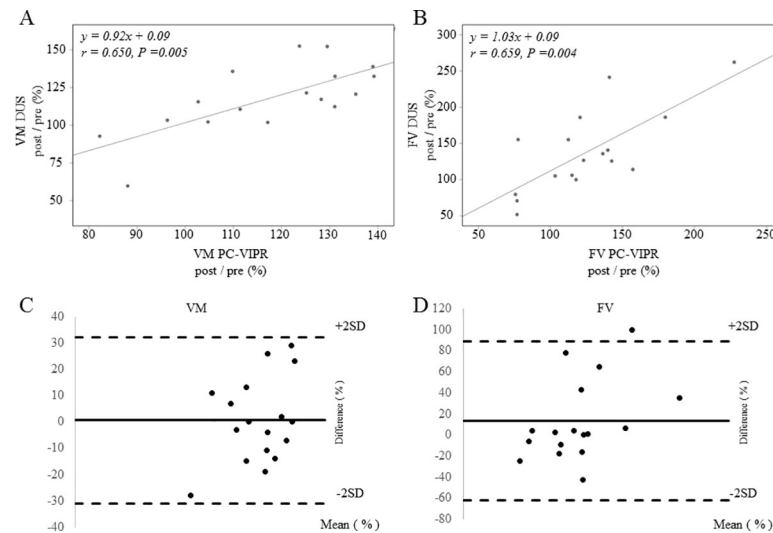 A
y = 0.92x + 0.09
r = 0.650, P =0.005
150
125
100
75
50
VM DUS
post / pre (%)
80 90 100 110 120 130 140
VM PC-VIPR
post / pre (%)
B
y = 1.03x + 0.09
r = 0.659, P =0.004
300
250
200
150
100
50
FV DUS
post / pre (%)
50 100 150 200 250
FV PC-VIPR
post / pre (%)
C
VM
40
30
20
10
0
-10
-20
-30
-40
+2SD
Difference ( % )
-2SD
Mean ( % )
D
FV
120
100
80
60
40
20
0
-20
-40
-60
-80
+2SD
Difference ( % )
-2SD
Mean ( % )